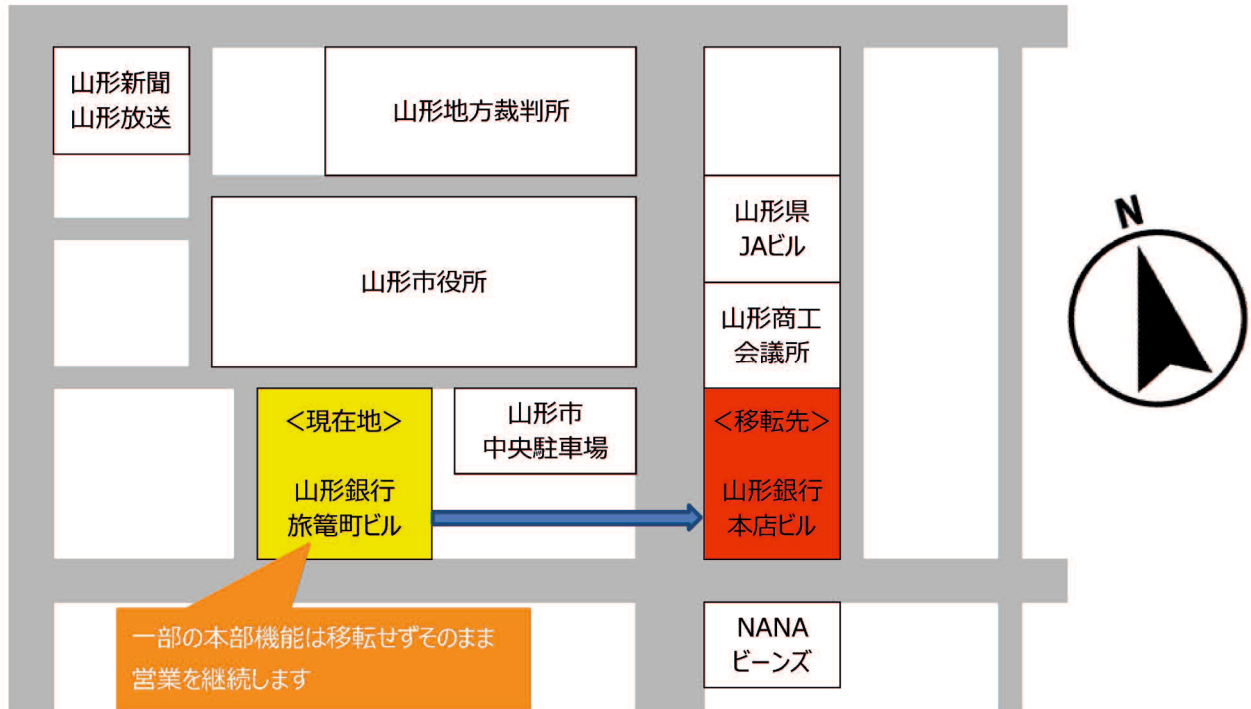 山形新聞
山形放送
山形地方裁判所
山形県
JAビル
N
山形市役所
山形商工
会議所
＜現在地＞
山形銀行
旅篭町ビル
山形市
中央駐車場
＜移転先＞
山形銀行
本店ビル
一部の本部機能は移転せずそのまま
営業を継続します
NANA
ビーンズ